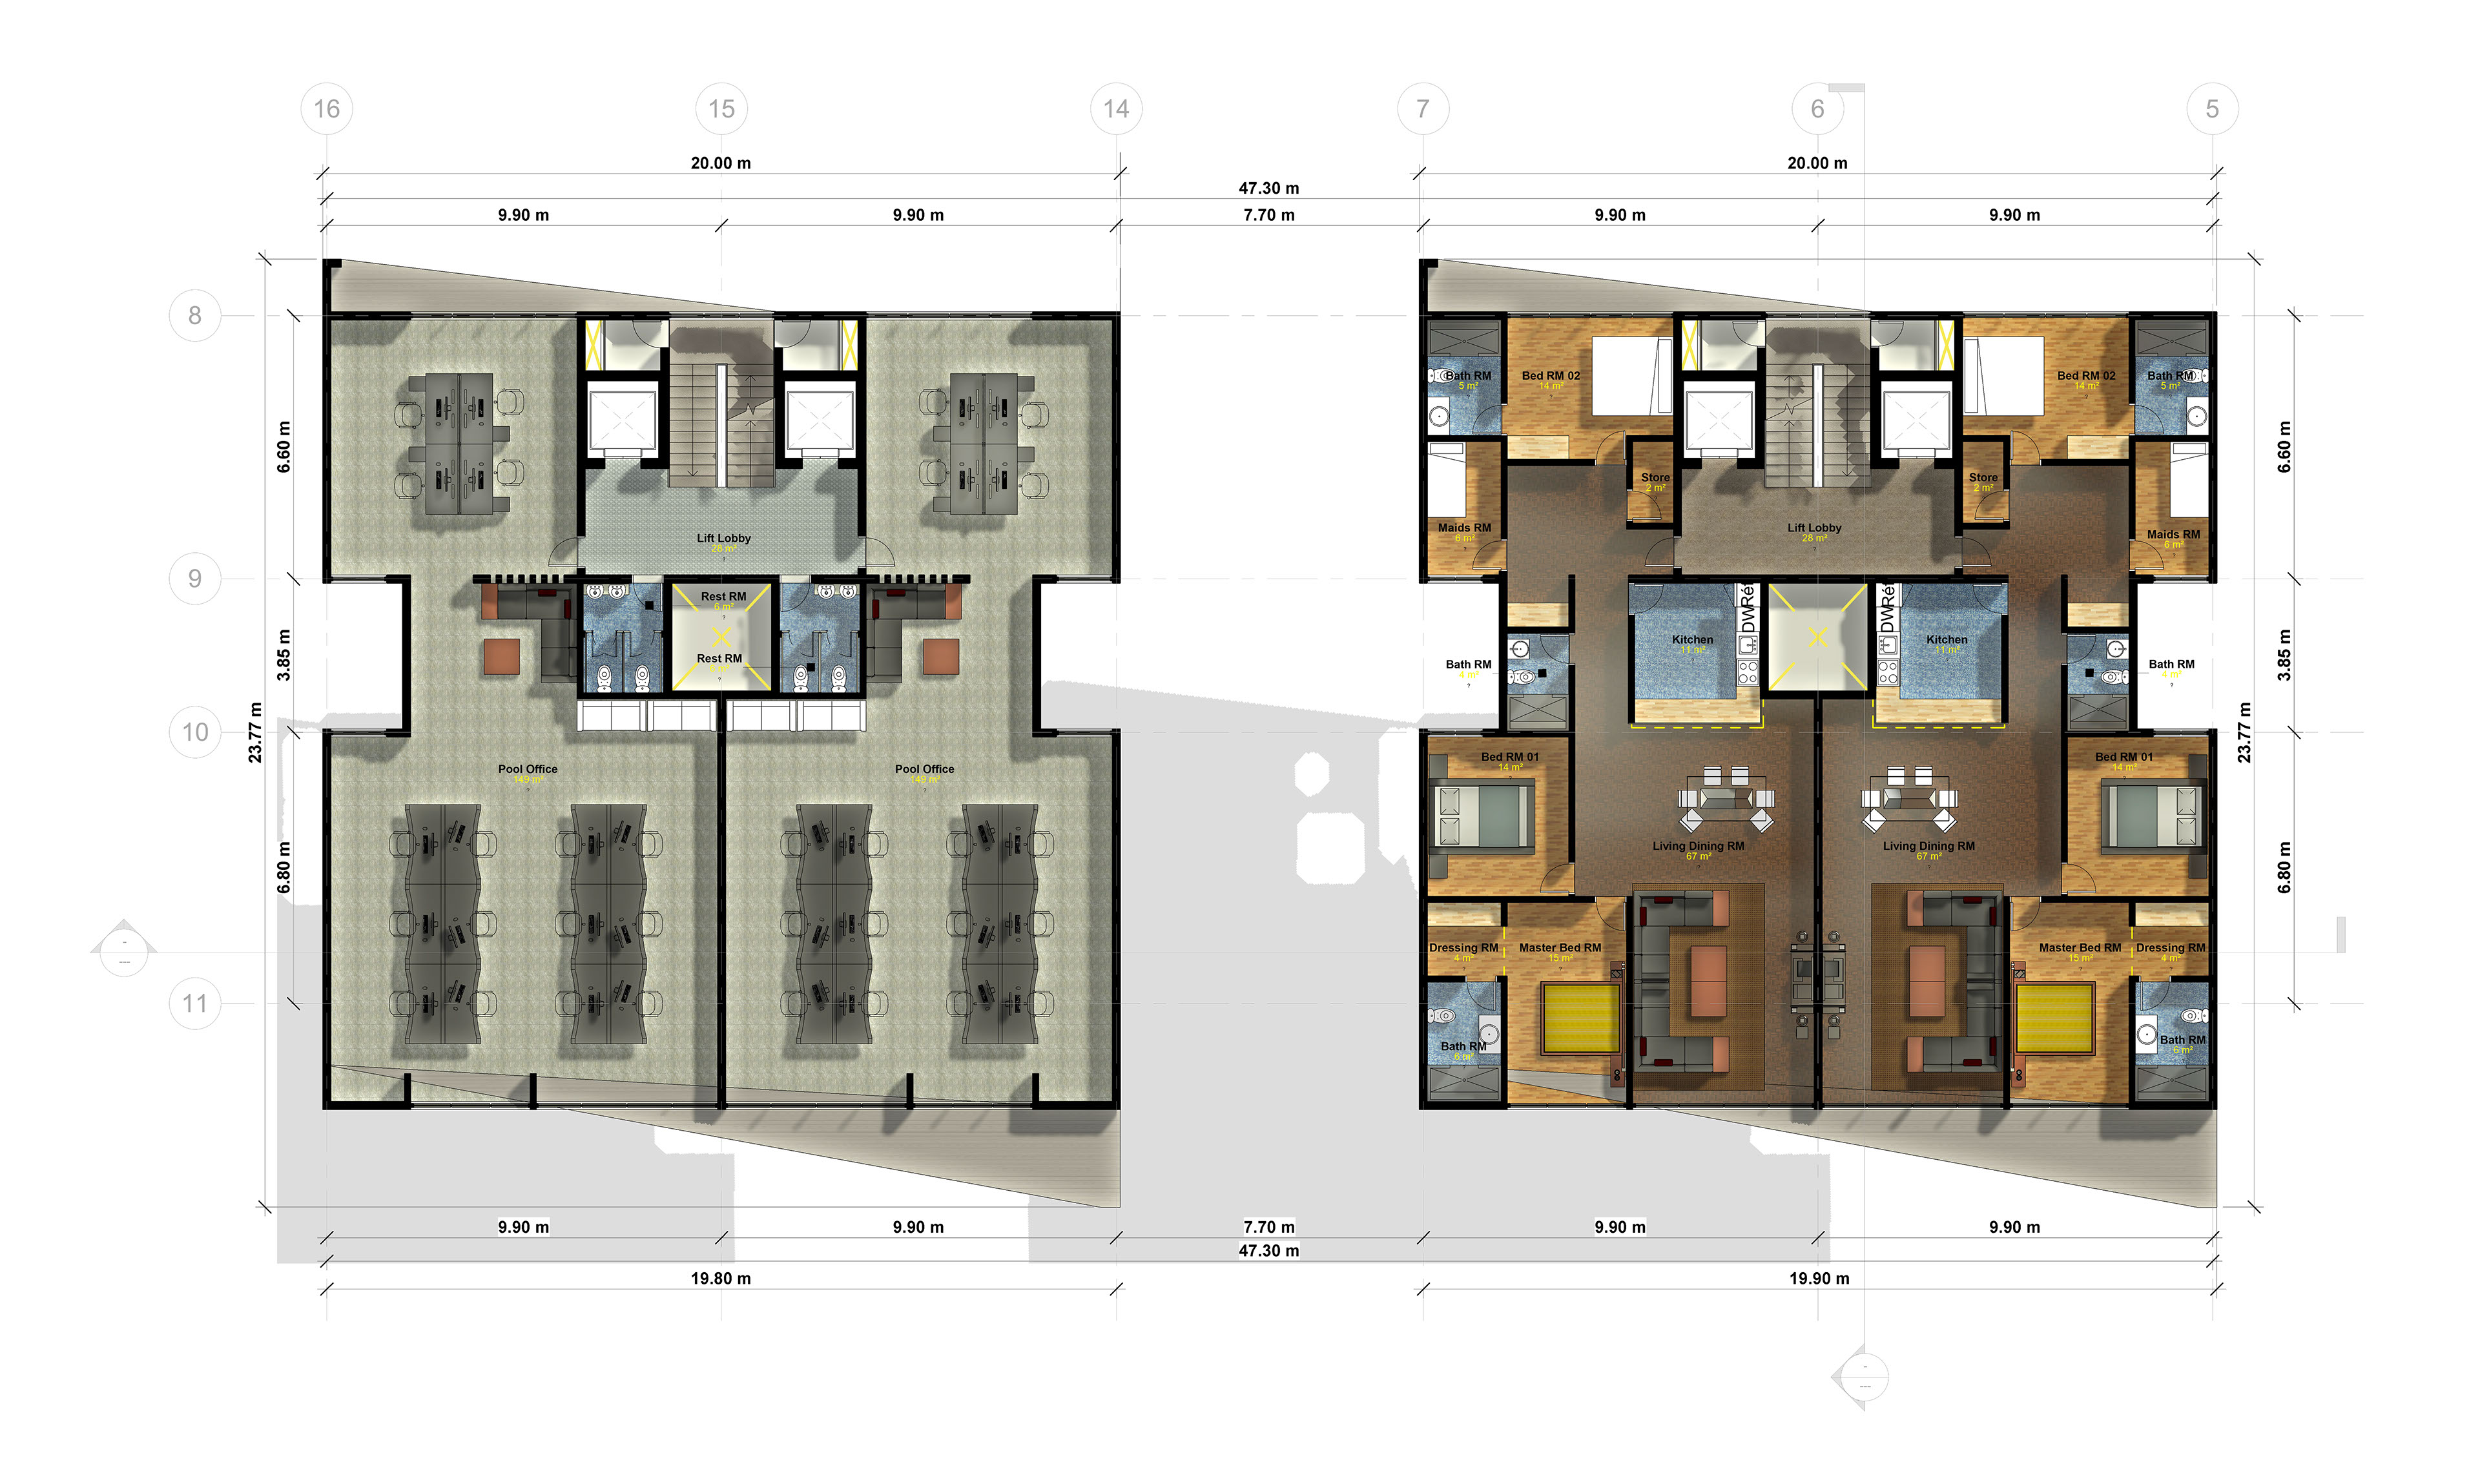 16
15
14
7
6
5
20.00 m
20.00 m
47.30 m
9.90 m
9.90 m
7.70 m
9.90 m
9.90 m
8
9
10
11
6.60 m
3.85 m
23.77 m
6.80 m
Lift Lobby
28 m²
?
Rest RM
6 m²
?
Rest RM
?
Pool Office
149 m²
?
Pool Office
149 m²
?
Bath RM
5 m²
?
Bed RM 02
14 m²
?
Bed RM 02
14 m²
?
Bath RM
5 m²
?
Store
2 m²
Store
2 m²
Maids RM
6 m²
?
Lift Lobby
28 m²
?
Maids RM
6 m²
?
DW
Ré
DW
Ré
Kitchen
11 m²
Kitchen
11 m²
Bath RM
4 m²
?
Bath RM
4 m²
?
Bed RM 01
14 m²
?
Bed RM 01
14 m²
?
Living Dining RM
67 m²
?
Living Dining RM
67 m²
?
Dressing RM
4 m²
?
Master Bed RM
15 m²
?
Master Bed RM
15 m²
?
Dressing RM
4 m²
?
Bath RM
6 m²
?
Bath RM
6 m²
?
6.60 m
3.85 m
23.77 m
6.80 m
9.90 m
9.90 m
7.70 m
9.90 m
9.90 m
47.30 m
19.80 m
19.90 m